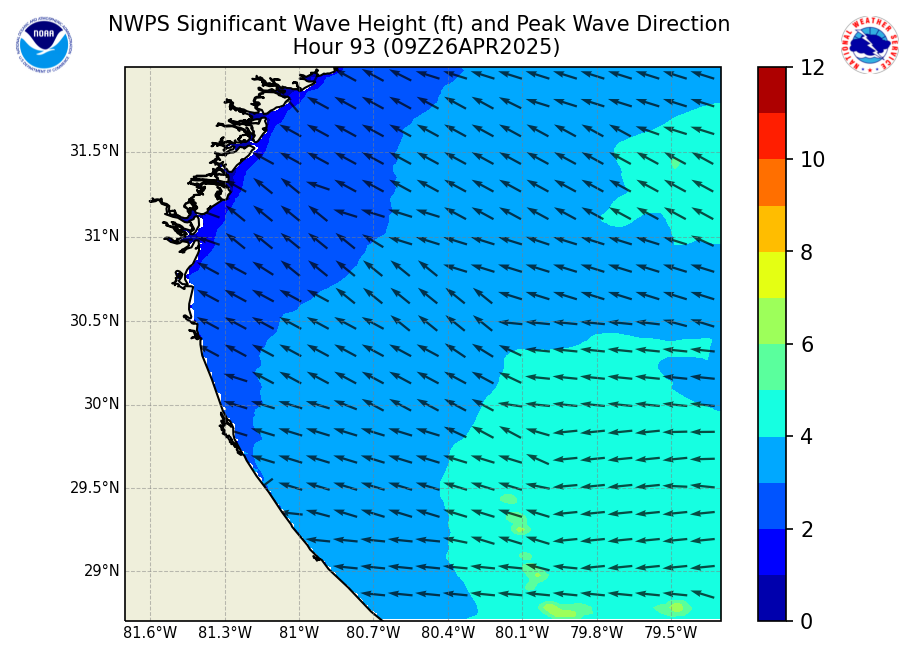 NWPS Significant Wave Height (ft) and Peak Wave Direction
Hour 93 (09Z26APR2025)
NOAA
NATIONAL WEATHER SERVICE
31.5°N
31°N
30.5°N
30°N
29.5°N
29°N
81.6°W 81.3°W 81°W 80.7°W 80.4°W 80.1°W 79.8°W 79.5°W
12
10
8
6
4
2
0